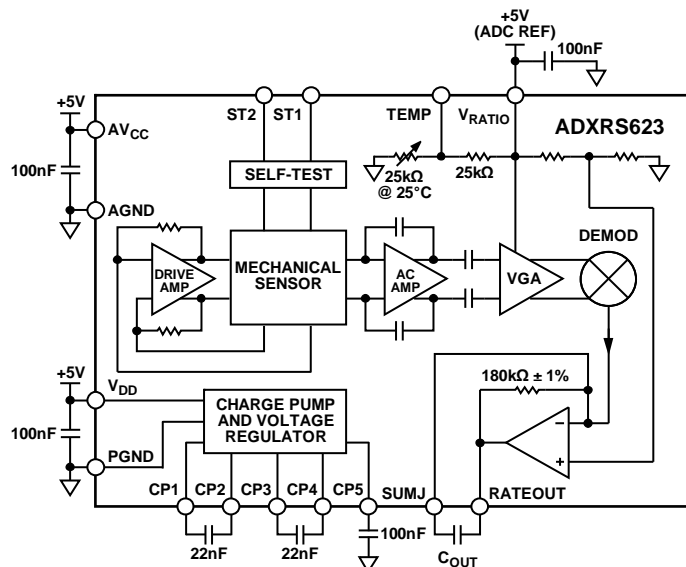 +5V
(ADC REF)
100nF
+5V
ST2
ST1
TEMP
VRATIO
ADXRS623
AVCC
100nF
AGND
SELF-TEST
25kΩ
@ 25°C
25kΩ
DEMOD
DRIVE
AMP
MECHANICAL
SENSOR
AC
AMP
VGA
+5V
VDD
100nF
PGND
CHARGE PUMP
AND VOLTAGE
REGULATOR
180kΩ ± 1%
–
+
CP1
CP2
CP3
CP4
CP5
SUMJ
RATEOUT
22nF
22nF
100nF
COUT